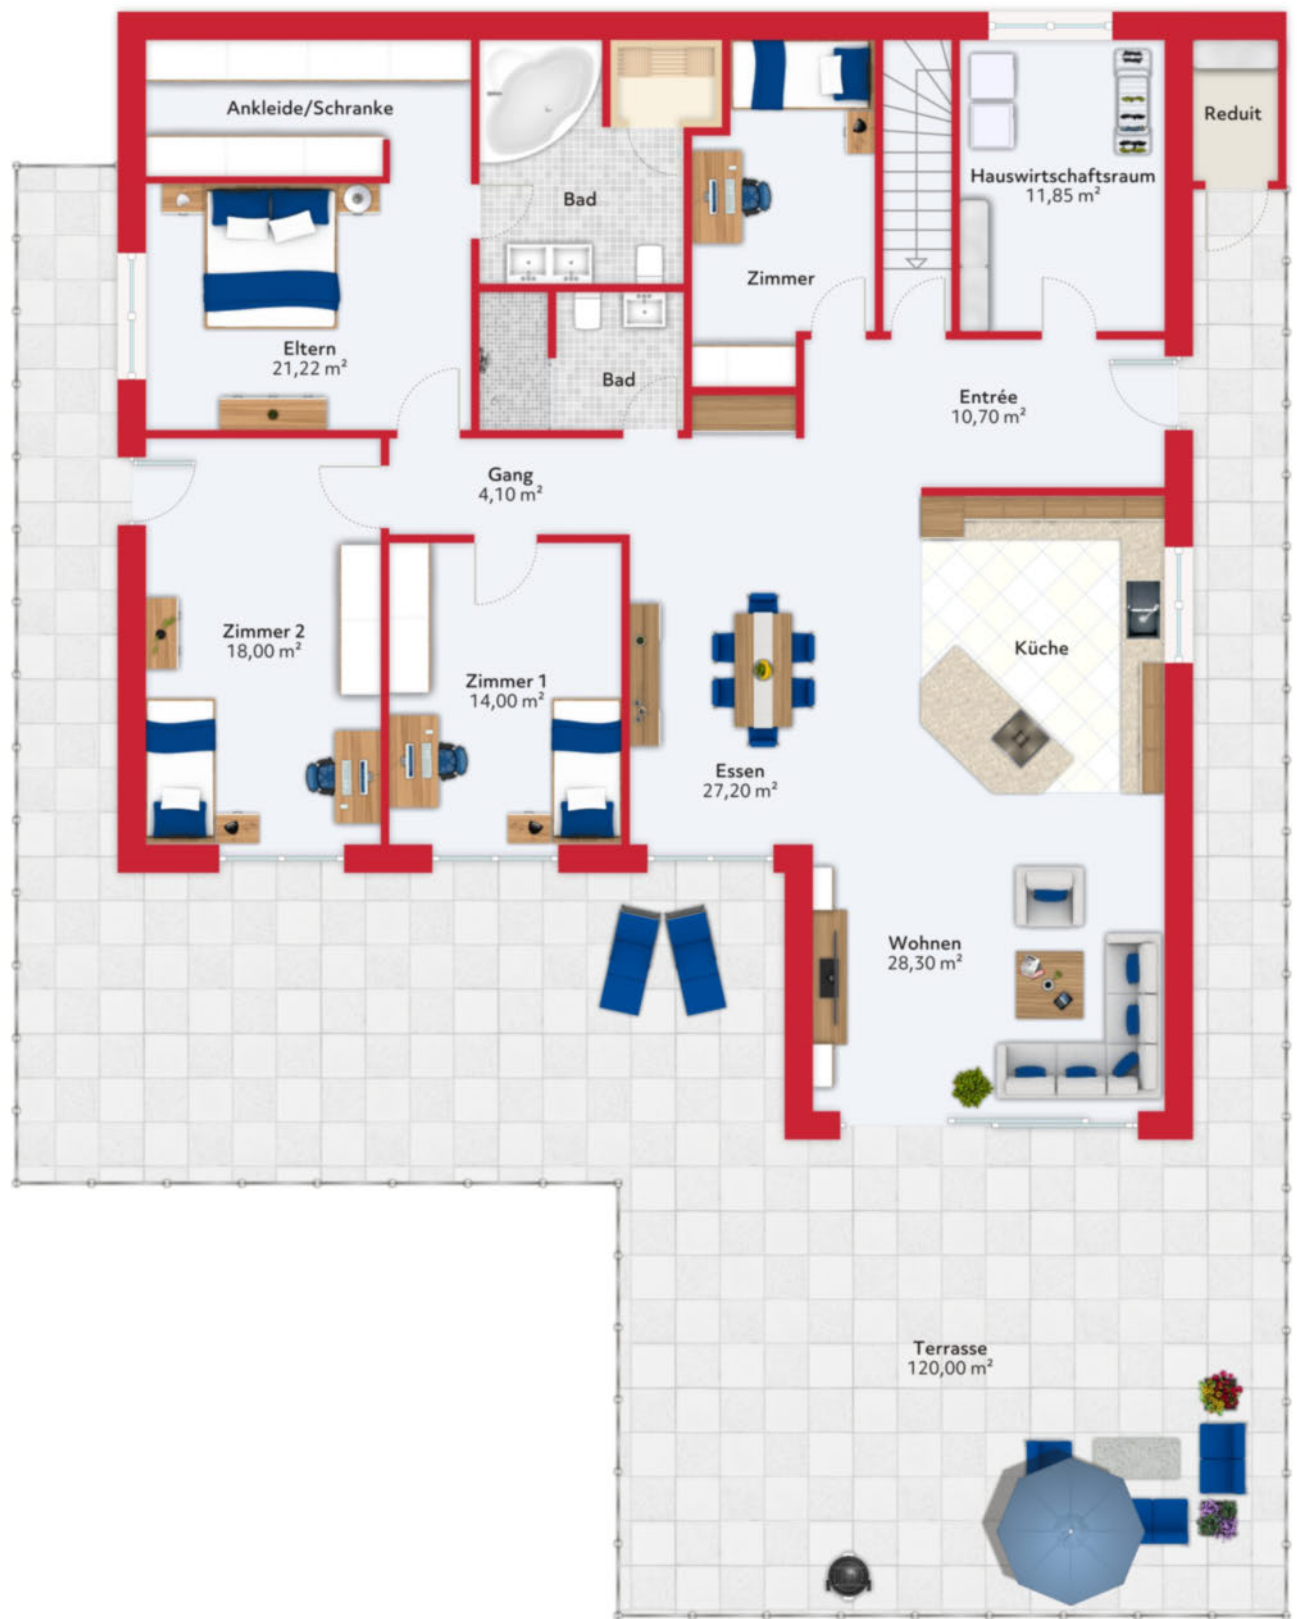 Ankleide/Schranke
Reduit
Hauswirtschaftsraum
11,85 m²
Bad
Zimmer
Eltern
21,22 m²
Bad
Entrée
10,70 m²
Gang
4,10 m²
Zimmer 2
18,00 m²
Küche
Zimmer 1
14,00 m²
Essen
27,20 m²
Wohnen
28,30 m²
Terrasse
120,00 m²